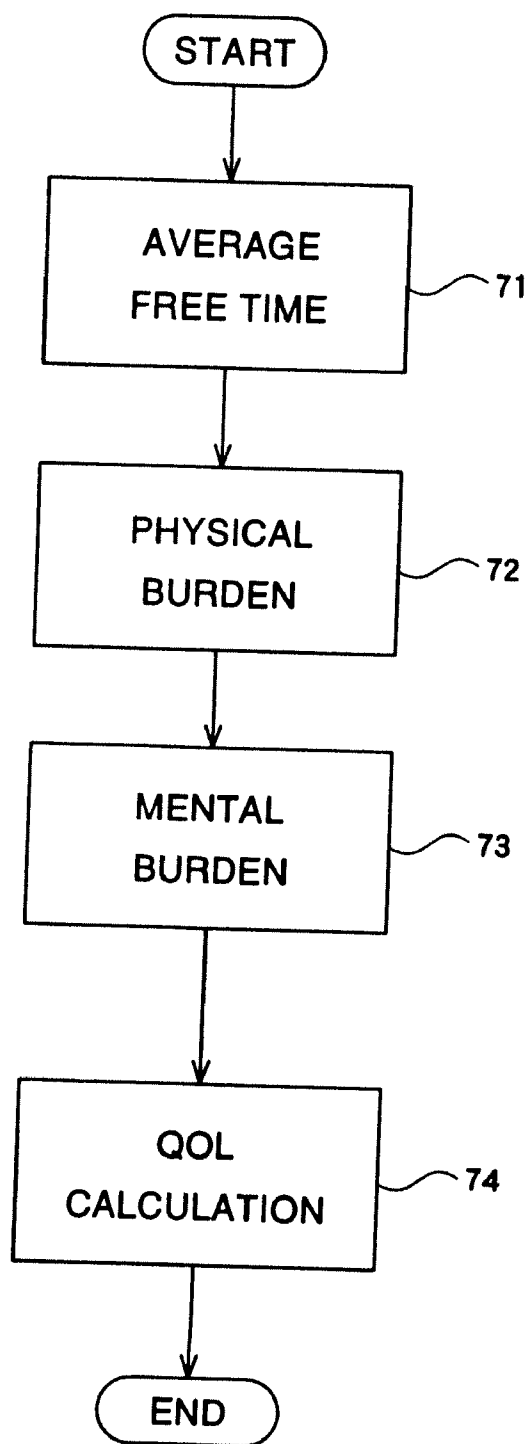 START
AVERAGE
FREE TIME
71
PHYSICAL
BURDEN
72
MENTAL
BURDEN
73
QOL
CALCULATION
74
END